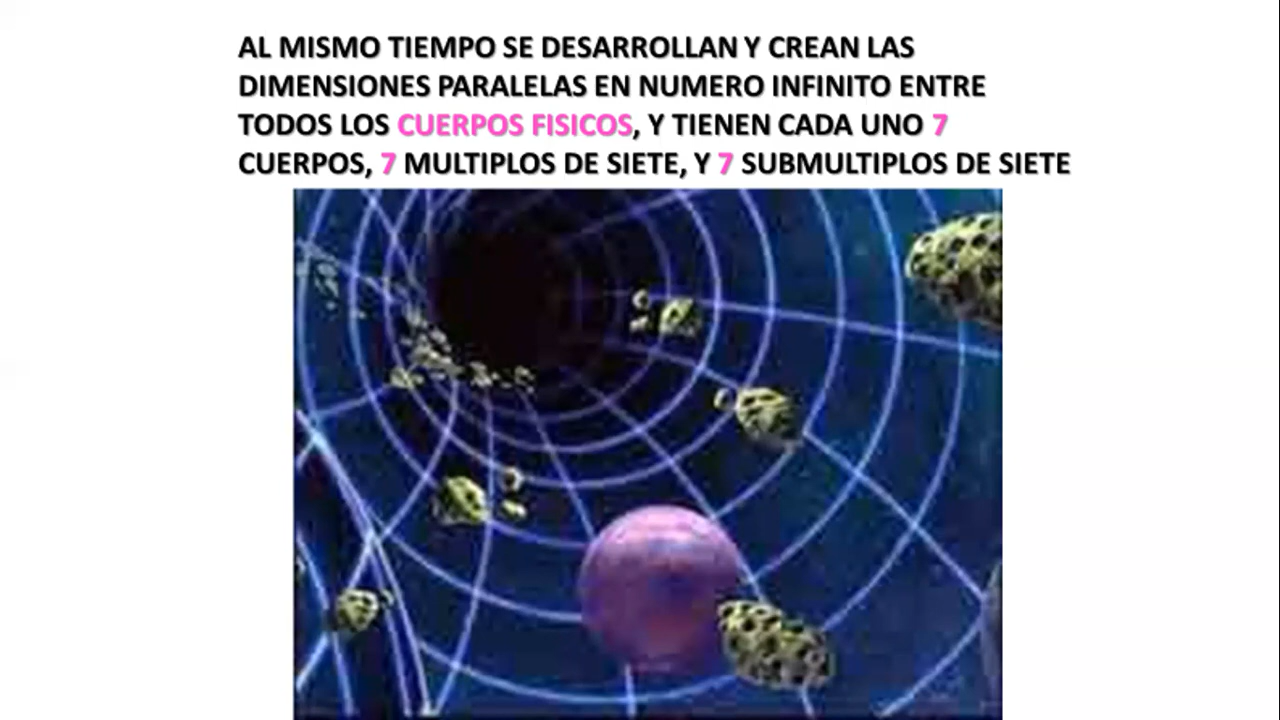 AL MISMO TIEMPO SE DESARROLLAN Y CREAN LAS
DIMENSIONES PARALELAS EN NUMERO INFINITO ENTRE
TODOS LOS CUERPOS FISICOS, Y TIENEN CADA UNO 7
CUERPOS, 7 MULTIPLOS DE SIETE, Y 7 SUBMULTIPLOS DE SIETE